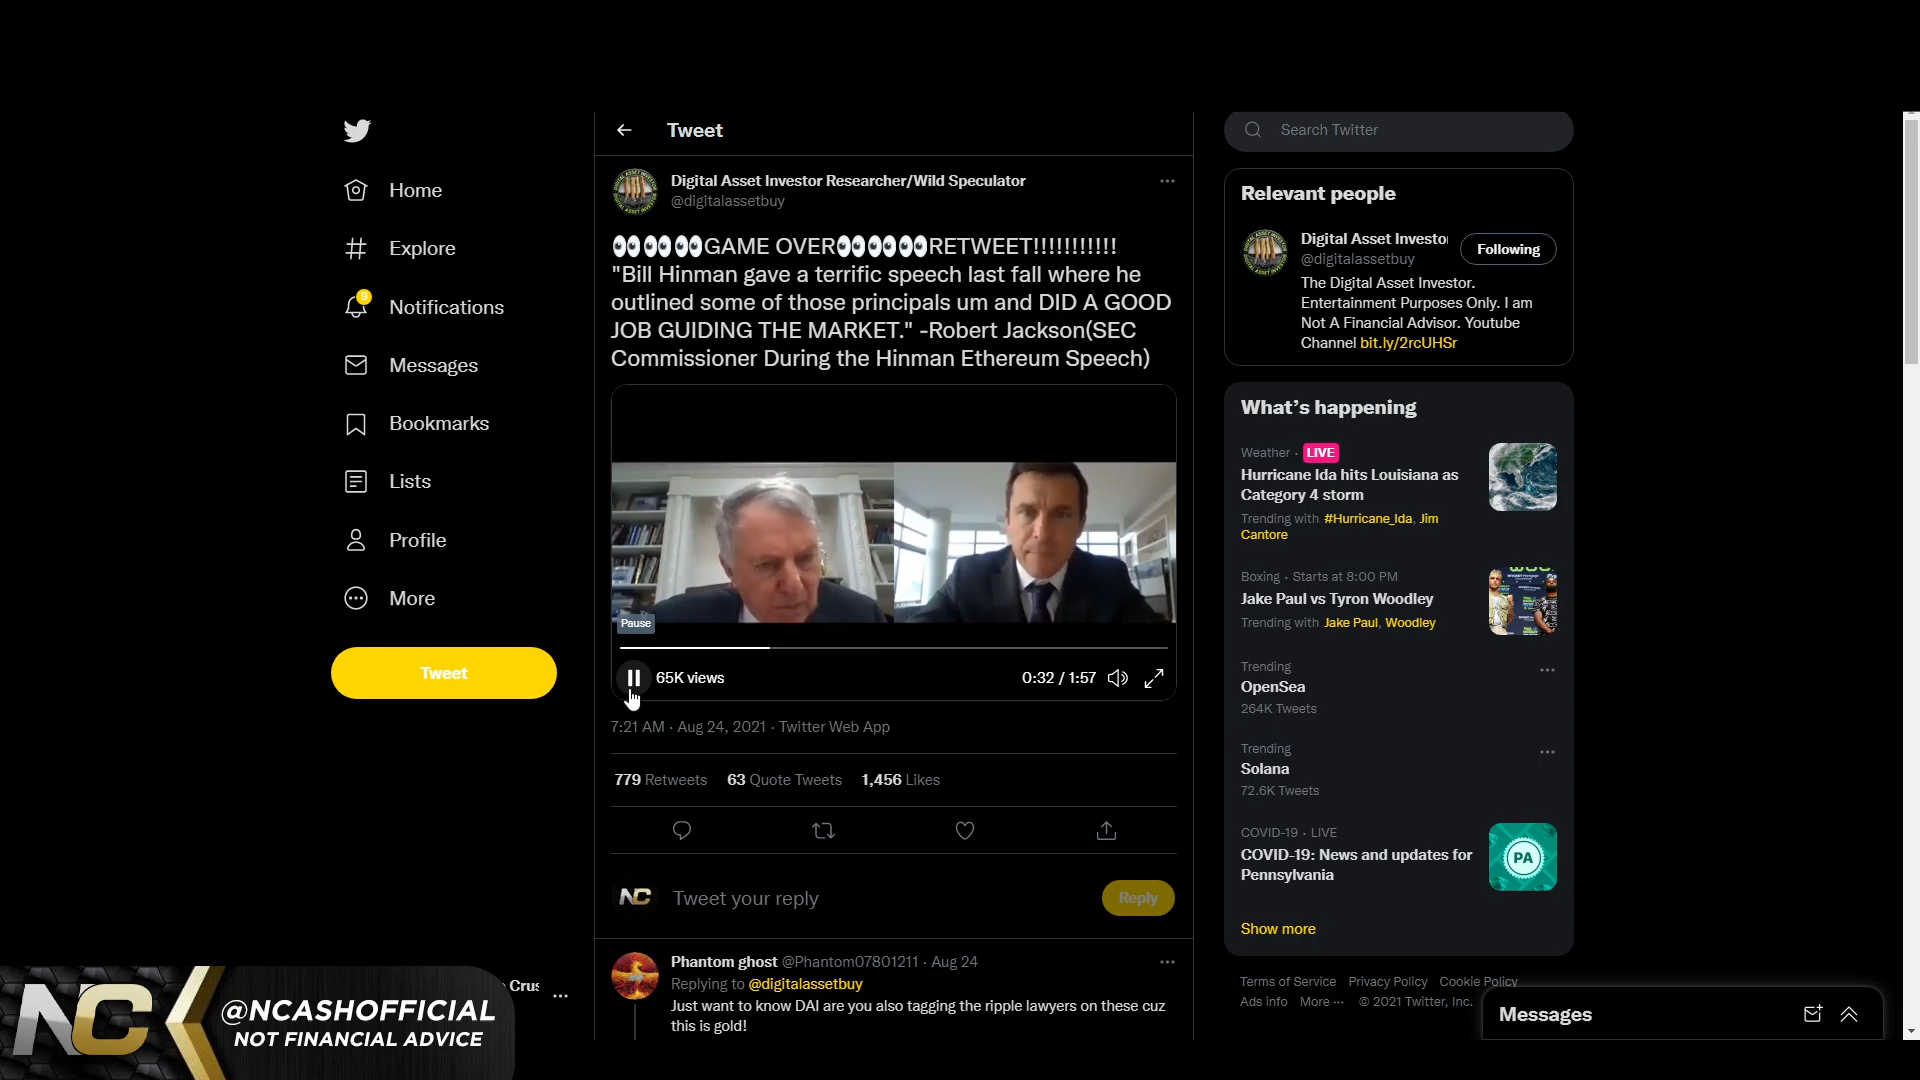 Home
Explore
9
Notifications
Messages
Bookmarks
Lists
Profile
More
Tweet
Tweet
Digital Asset Investor Researcher/Wild Speculator
@digitalassetbuy
👀👀👀GAME OVER👀👀👀RETWEET!!!!!!!!!!!
"Bill Hinman gave a terrific speech last fall where he
outlined some of those principals um and DID A GOOD
JOB GUIDING THE MARKET." -Robert Jackson(SEC
Commissioner During the Hinman Ethereum Speech)
Pause
65K views
0:32 / 1:57
7:21 AM · Aug 24, 2021 · Twitter Web App
779 Retweets 63 Quote Tweets 1,456 Likes
NC
Tweet your reply
Reply
Phantom ghost @Phantom07801211 · Aug 24
Replying to @digitalassetbuy
Just want to know DAI are you also tagging the ripple lawyers on these cuz
this is gold!
Search Twitter
Relevant people
Digital Asset Investo
@digitalassetbuy
Following
The Digital Asset Investor.
Entertainment Purposes Only. I am
Not A Financial Advisor. Youtube
Channel bit.ly/2rcUHSr
What's happening
Weather · LIVE
Hurricane Ida hits Louisiana as
Category 4 storm
Trending with #Hurricane_Ida, Jim
Cantore
Boxing · Starts at 8:00 PM
Jake Paul vs Tyron Woodley
Trending with Jake Paul, Woodley
Trending
OpenSea
264K Tweets
Trending
Solana
72.6K Tweets
COVID-19 · LIVE
COVID-19: News and updates for
Pennsylvania
PA
Show more
Terms of Service Privacy Policy Cookie Policy
Ads info More ··· © 2021 Twitter, Inc.
Messages
NC
@NCASHOFFICIAL
NOT FINANCIAL ADVICE